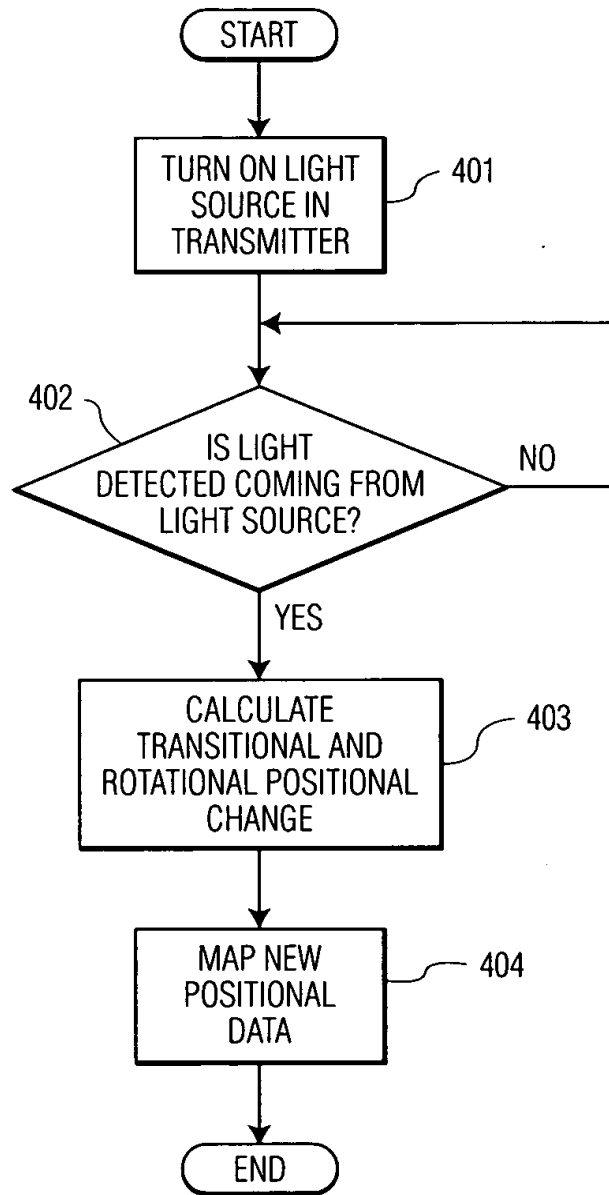 START
TURN ON LIGHT
SOURCE IN
TRANSMITTER
401
402
IS LIGHT
DETECTED COMING FROM
LIGHT SOURCE?
NO
YES
CALCULATE
TRANSITIONAL AND
ROTATIONAL POSITIONAL
CHANGE
403
MAP NEW
POSITIONAL
DATA
404
END